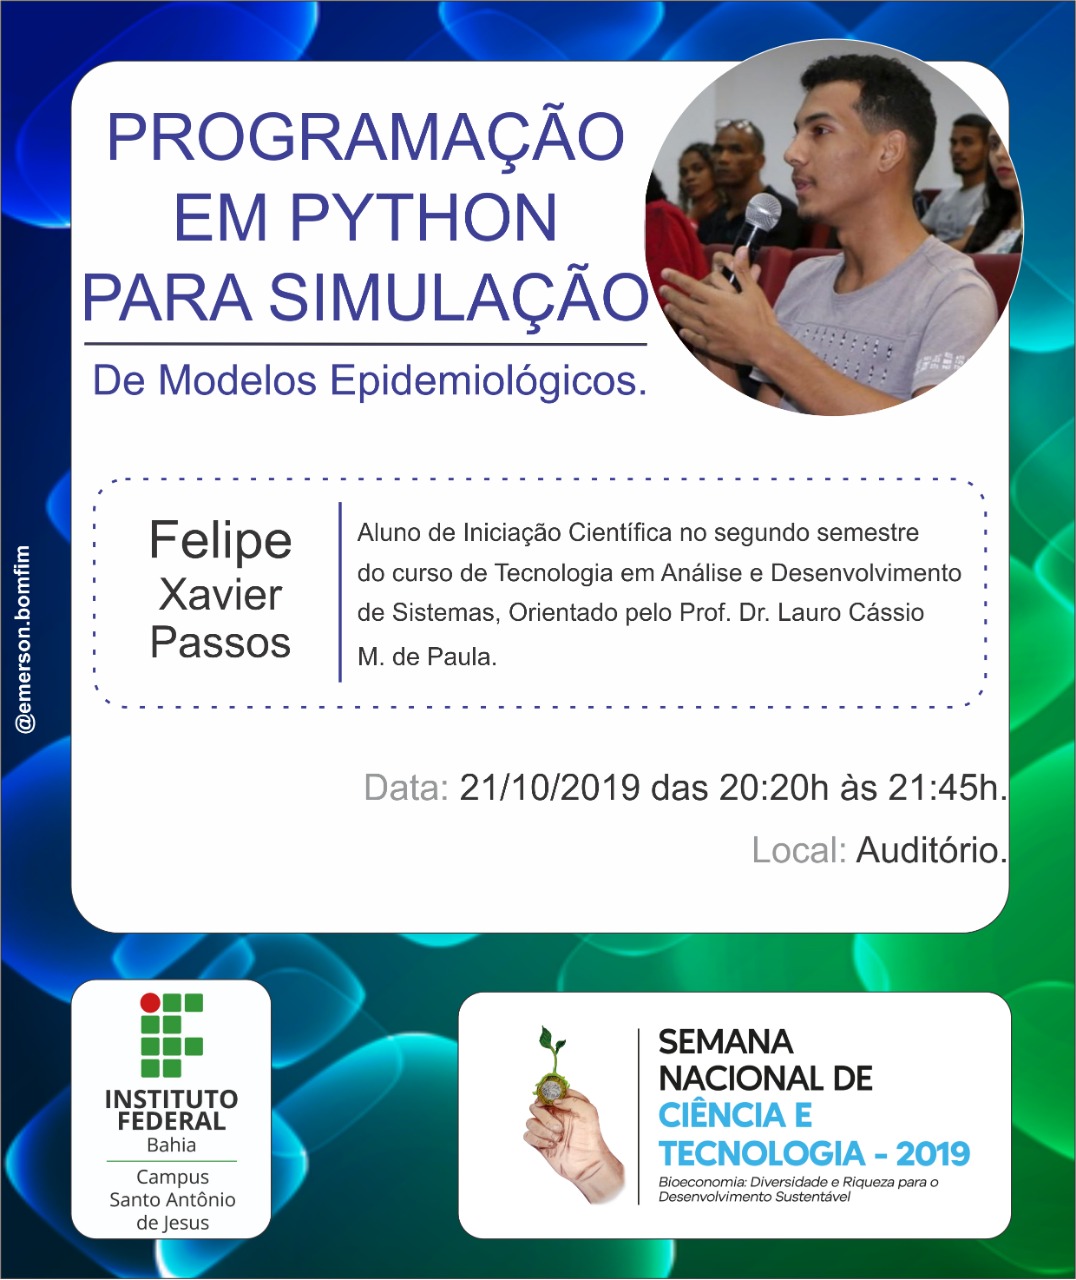 PROGRAMAÇÃO
EM PYTHON
PARA SIMULAÇÃO
De Modelos Epidemiológicos.
Felipe
Xavier
Passos
Aluno de Iniciação Científica no segundo semestre
do curso de Tecnologia em Análise e Desenvolvimento
de Sistemas, Orientado pelo Prof. Dr. Lauro Cássio
M. de Paula.
@emerson.bomfim
Data: 21/10/2019 das 20:20h às 21:45h.
Local: Auditório.
INSTITUTO
FEDERAL
Bahia
Campus
Santo Antônio
de Jesus
SEMANA
NACIONAL DE
CIÊNCIA E
TECNOLOGIA - 2019
Bioeconomia: Diversidade e Riqueza para o
Desenvolvimento Sustentável